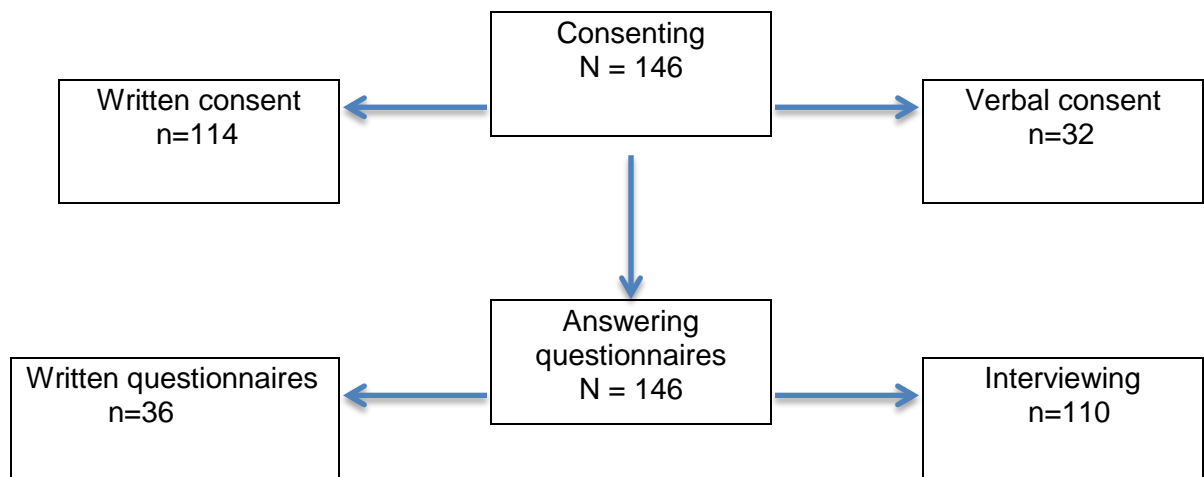 Consenting
N = 146
Written consent
n=114
Verbal consent
n=32
Answering
questionnaires
N = 146
Written questionnaires
n=36
Interviewing
n=110